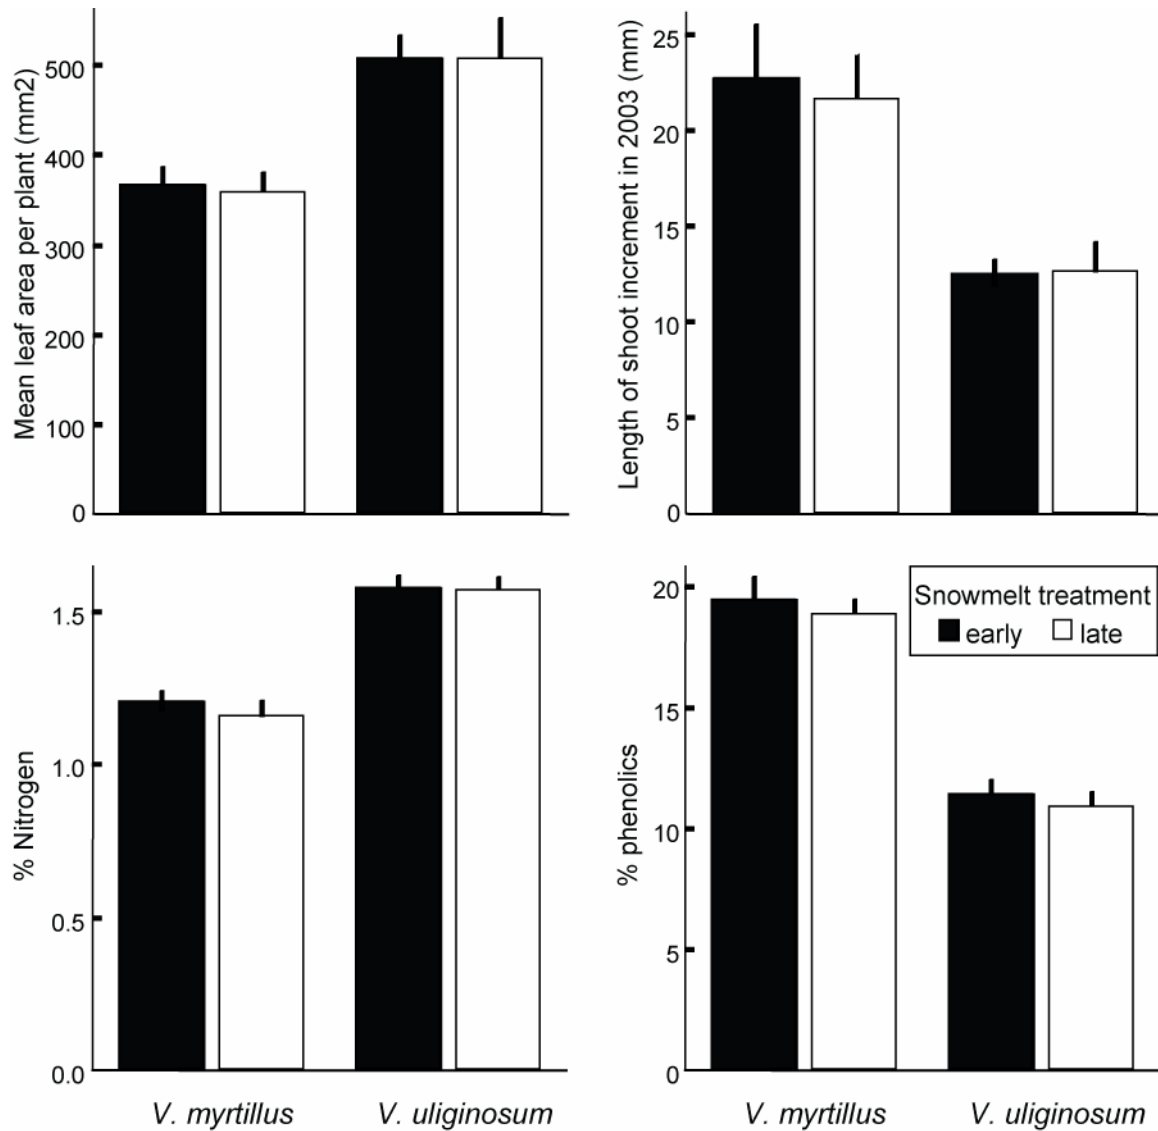 Mean leaf area per plant (mm2)
500
400
300
200
100
0
Length of shoot increment in 2003 (mm)
25
20
15
10
5
0
% Nitrogen
1.5
1.0
0.5
0.0
V. myrtillus
V. uliginosum
% phenolics
20
15
10
5
0
Snowmelt treatment
early late
V. myrtillus
V. uliginosum